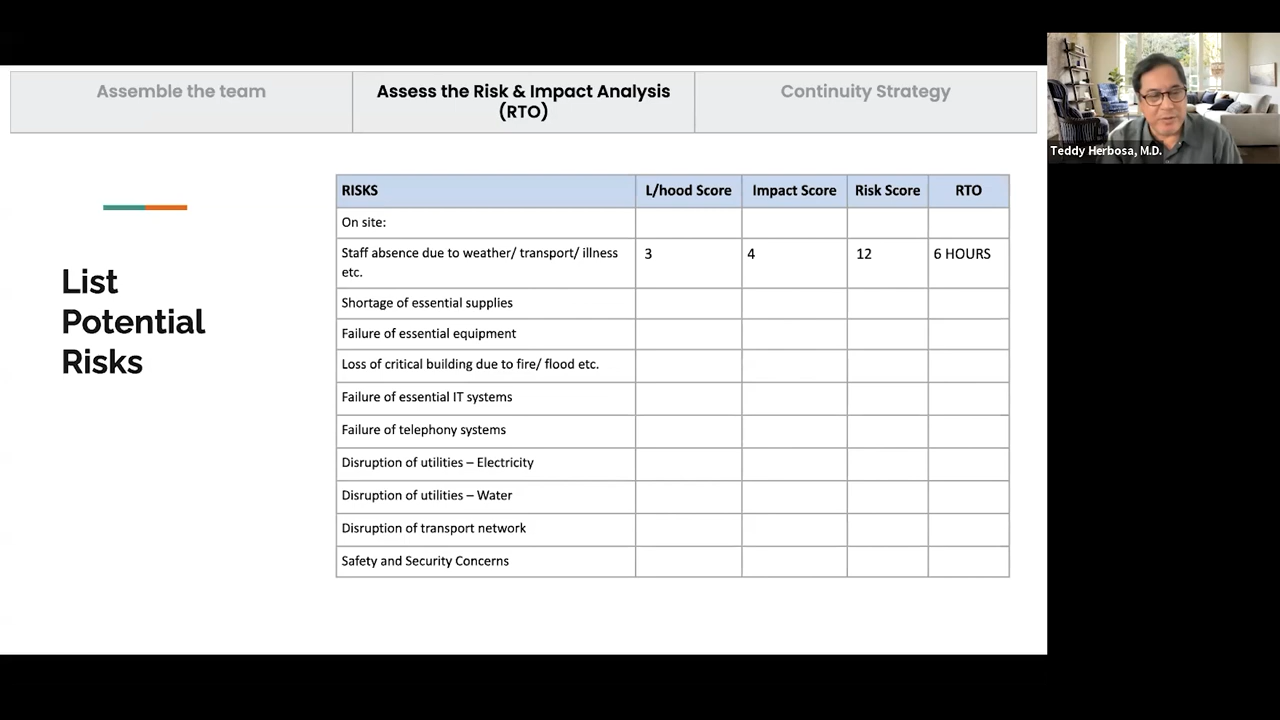 Assemble the team
Assess the Risk & Impact Analysis
(RTO)
Continuity Strategy
Teddy Herbosa, M.D.
List
Potential
Risks
RISKS L/hood Score Impact Score Risk Score RTO
On site:
Staff absence due to weather/ transport/ illness
etc.
3 4 12 6 HOURS
Shortage of essential supplies
Failure of essential equipment
Loss of critical building due to fire/ flood etc.
Failure of essential IT systems
Failure of telephony systems
Disruption of utilities – Electricity
Disruption of utilities – Water
Disruption of transport network
Safety and Security Concerns